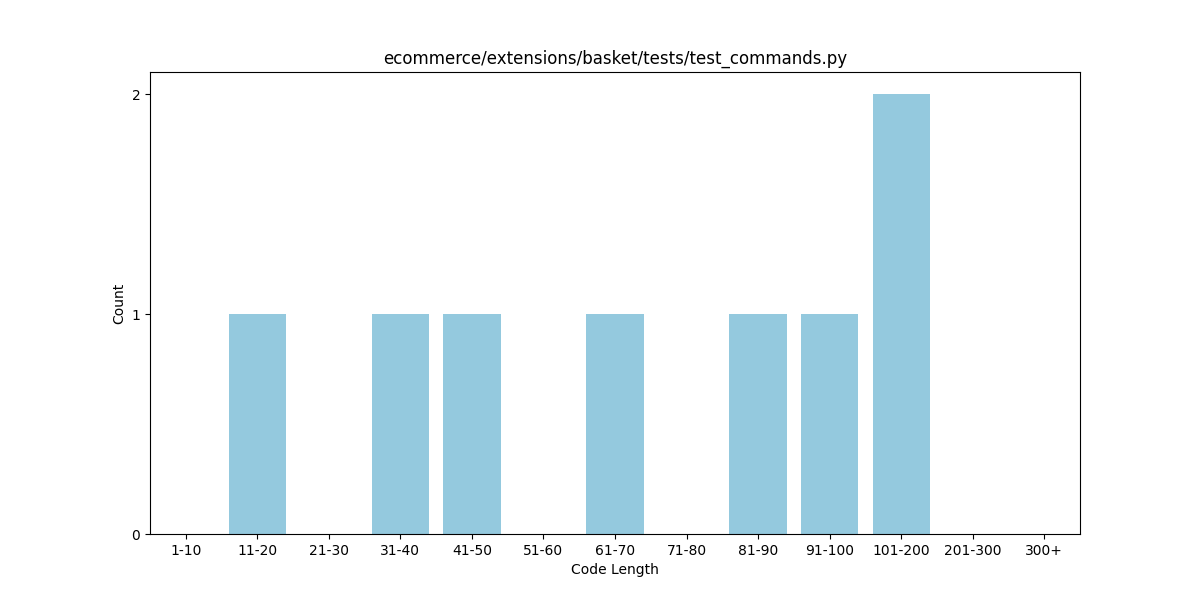 ecommerce/extensions/basket/tests/test_commands.py
2
1
0
Count
1-10 11-20 21-30 31-40 41-50 51-60 61-70 71-80 81-90 91-100 101-200 201-300 300+
Code Length